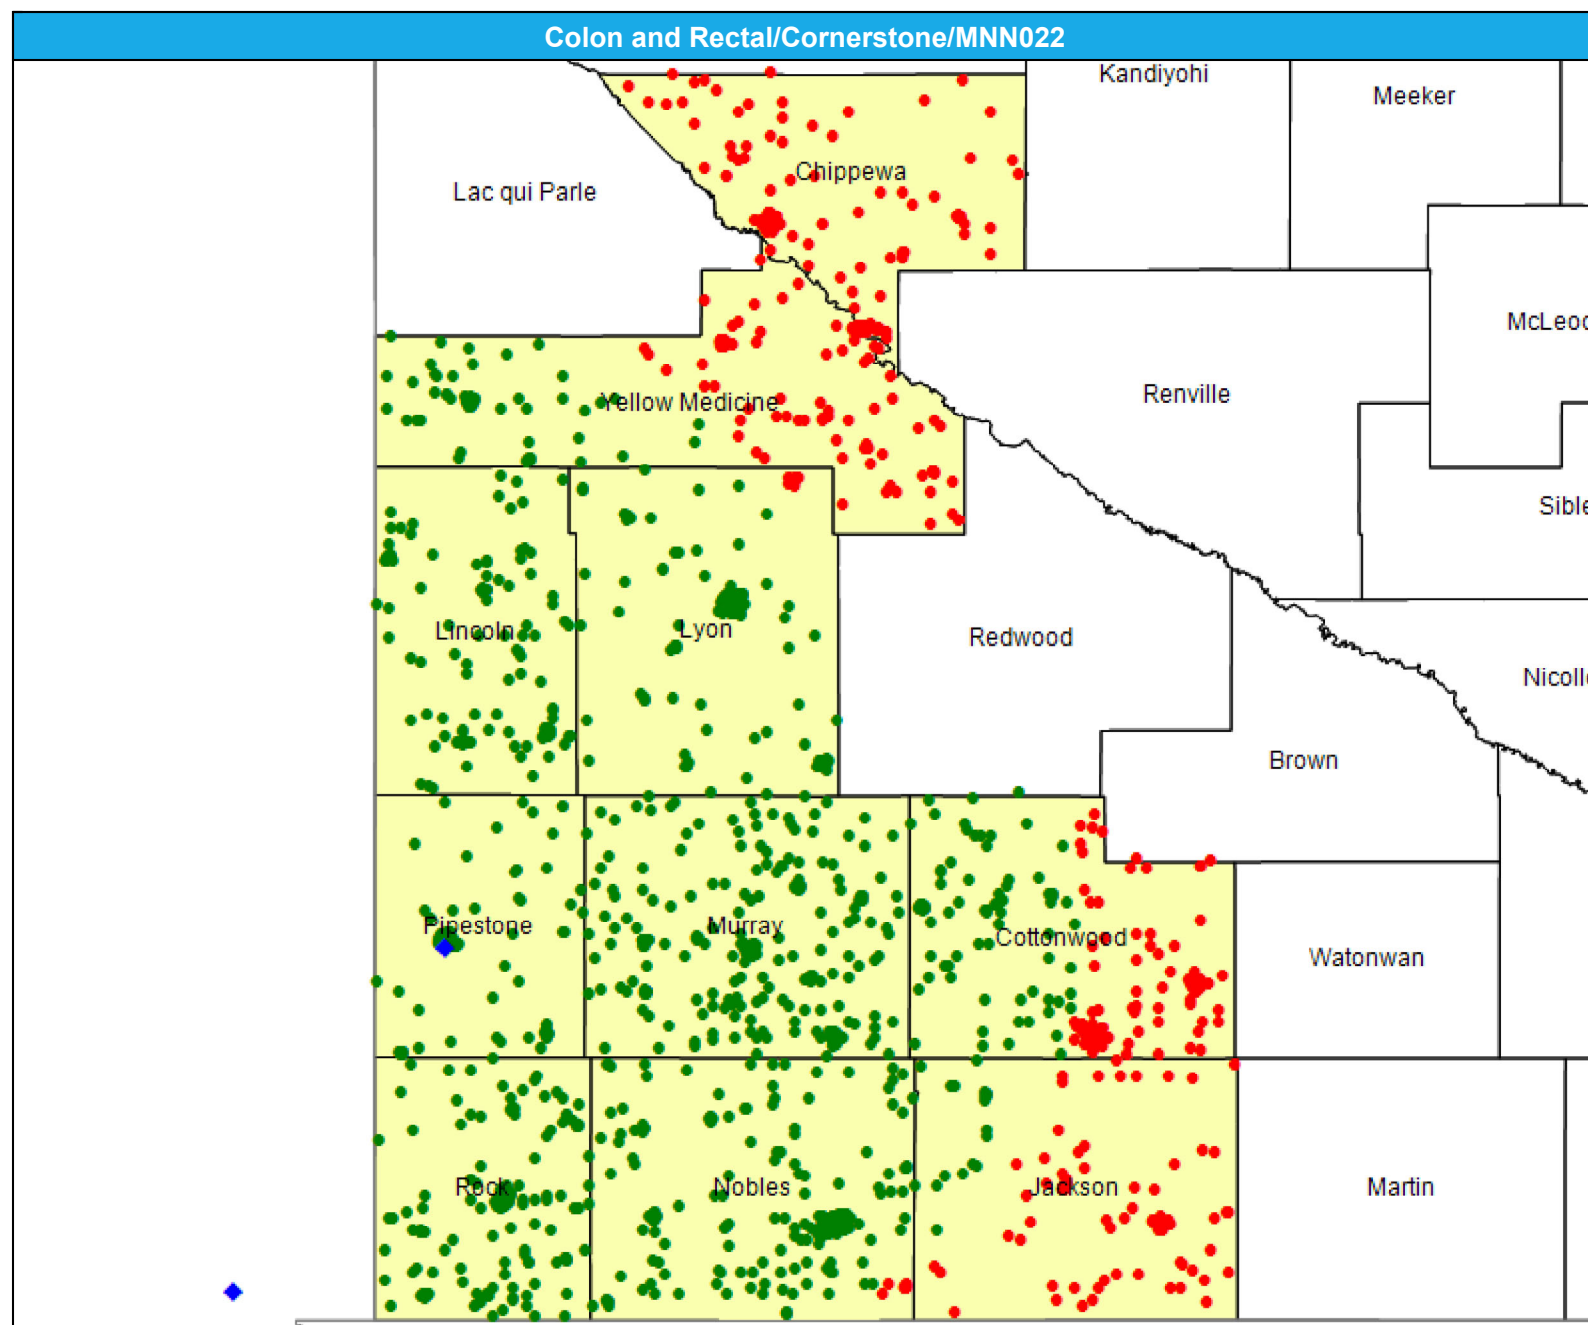 Colon and Rectal/Cornerstone/MNN022
Kandiyohi
Meeker
Chippewa
Lac qui Parle
McLeod
Renville
Yellow Medicine
Sible
Lincoln
Lyon
Redwood
Nicolle
Brown
Pipestone
Murray
Cottonwood
Watonwan
Rock
Nobles
Jackson
Martin